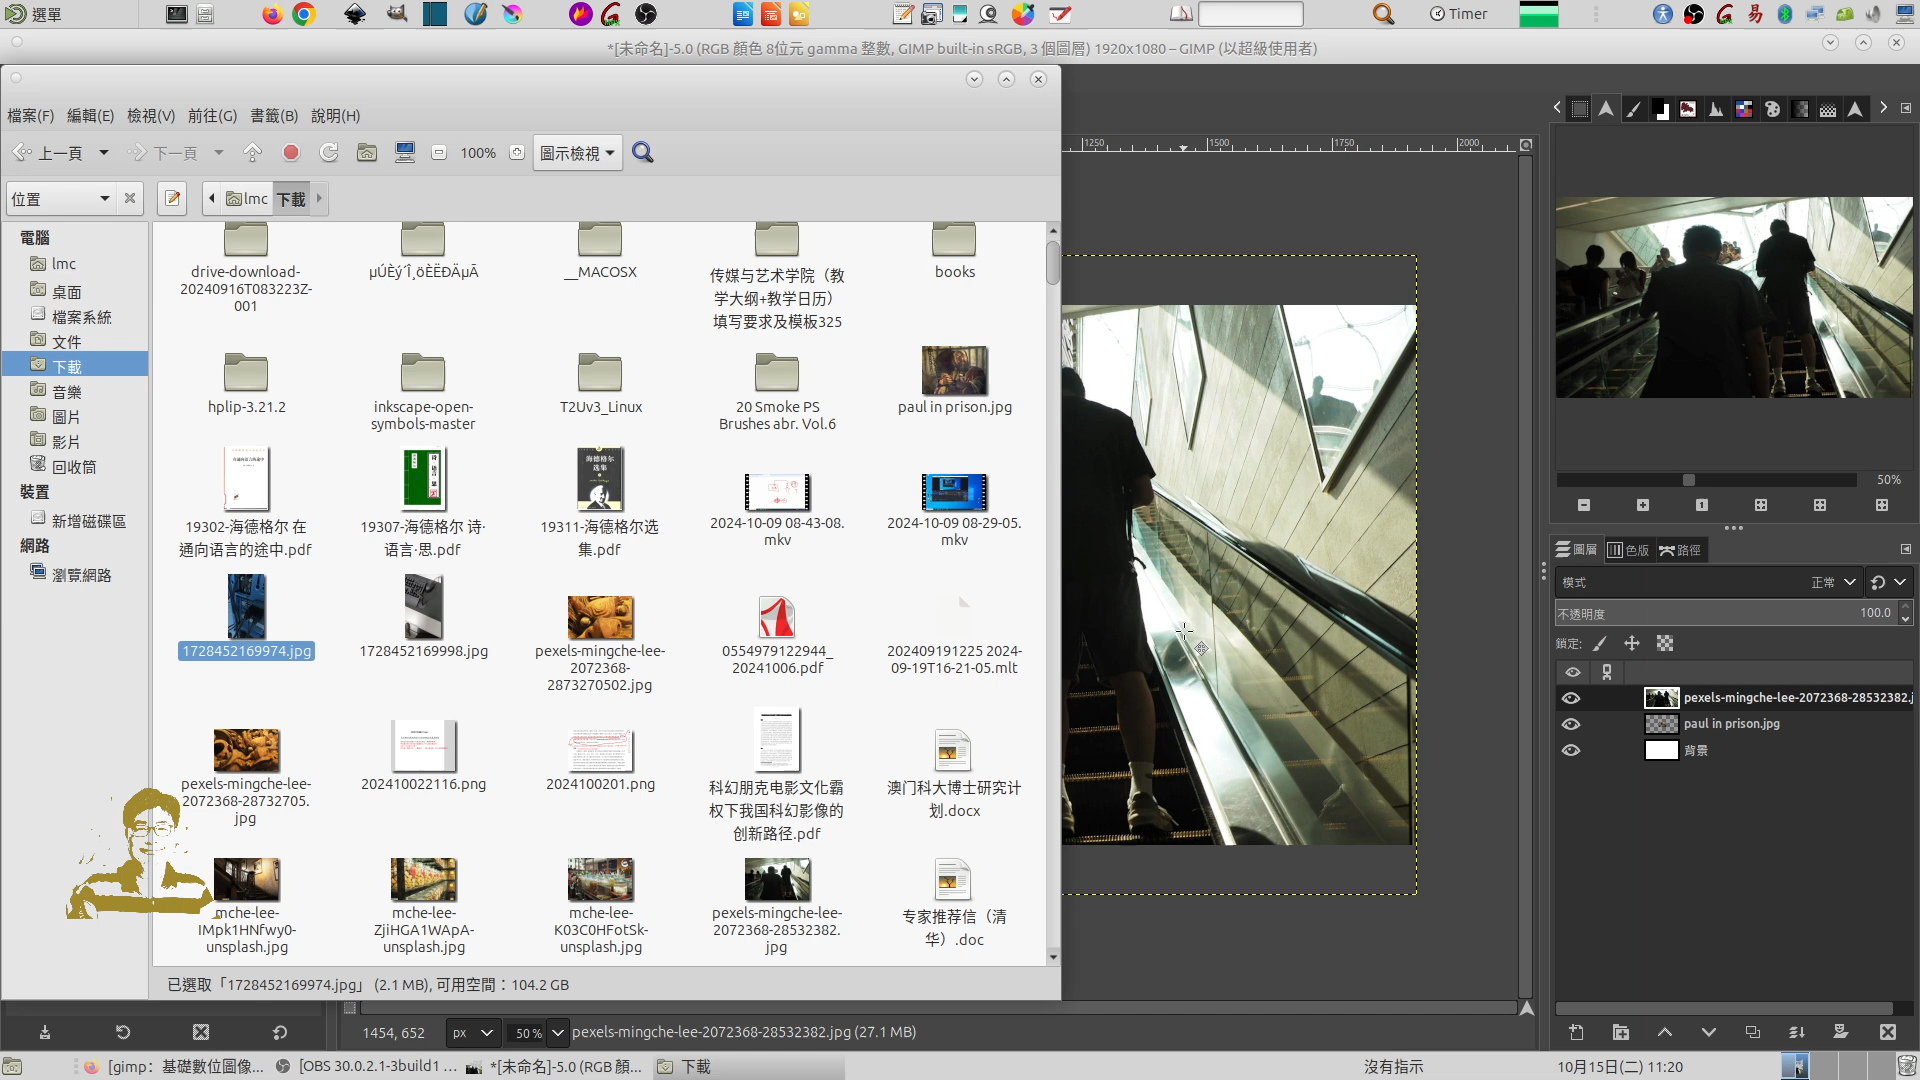 選單
Timer
*[未命名]-5.0 (RGB 顏色 8位元 gamma 整數, GIMP built-in sRGB, 3 個圖層) 1920x1080 – GIMP (以超級使用者)
檔案(F) 編輯(E) 檢視(V) 前往(G) 書籤(B) 說明(H)
上一頁 下一頁 100% 圖示檢視
位置 lmc 下載
電腦
lmc
桌面
檔案系統
文件
下載
音樂
圖片
影片
回收筒
裝置
新增磁碟區
網路
瀏覽網路
drive-download-
20240916T083223Z-
001
µÚÈý´Î¸öÈËÐÄµÃ
__MACOSX
传媒与艺术学院（教
学大纲+教学日历）
填写要求及模板325
books
hplip-3.21.2
inkscape-open-
symbols-master
T2Uv3_Linux
20 Smoke PS
Brushes abr. Vol.6
paul in prison.jpg
19302-海德格尔 在
通向语言的途中.pdf
19307-海德格尔 诗·
语言·思.pdf
19311-海德格尔选
集.pdf
2024-10-09 08-43-08.
mkv
2024-10-09 08-29-05.
mkv
1728452169974.jpg
1728452169998.jpg
pexels-mingche-lee-
2072368-
2873270502.jpg
0554979122944_
20241006.pdf
202409191225 2024-
09-19T16-21-05.mlt
pexels-mingche-lee-
2072368-28732705.
jpg
202410022116.png
2024100201.png
科幻朋克电影文化霸
权下我国科幻影像的
创新路径.pdf
澳门科大博士研究计
划.docx
mche-lee-
IMpk1HNfwy0-
unsplash.jpg
mche-lee-
ZjiHGA1WApA-
unsplash.jpg
mche-lee-
K03C0HFotSk-
unsplash.jpg
pexels-mingche-lee-
2072368-28532382.
jpg
专家推荐信（清
华）.doc
已選取「1728452169974.jpg」 (2.1 MB), 可用空間：104.2 GB
1250 1500 1750 2000
50%
圖層 色版 路徑
模式 正常
不透明度 100.0
鎖定:
pexels-mingche-lee-2072368-28532382.j
paul in prison.jpg
背景
1454, 652 px 50 % pexels-mingche-lee-2072368-28532382.jpg (27.1 MB)
[gimp：基礎數位圖像... [OBS 30.0.2.1-3build1 ... *[未命名]-5.0 (RGB 顏... 下載
沒有指示
10月15日(二) 11:20